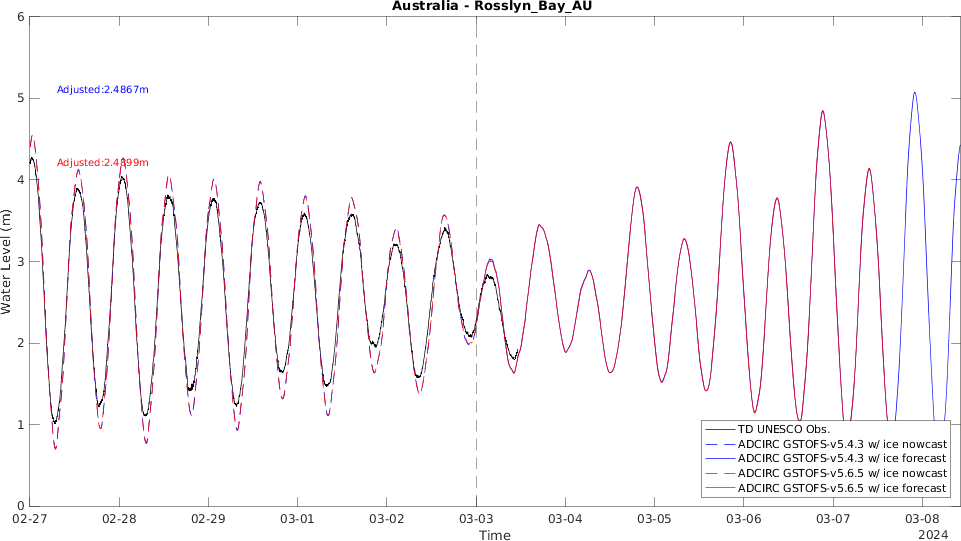 Australia - Rosslyn_Bay_AU
6
5
4
3
2
1
0
Water Level (m)
Adjusted:2.4867m
TD UNESCO Obs.
ADCIRC GSTOFS-v5.4.3 w/ ice nowcast
ADCIRC GSTOFS-v5.4.3 w/ ice forecast
ADCIRC GSTOFS-v5.6.5 w/ ice nowcast
ADCIRC GSTOFS-v5.6.5 w/ ice forecast
02-27 02-28 02-29 03-01 03-02 03-03 03-04 03-05 03-06 03-07 03-08
Time
2024